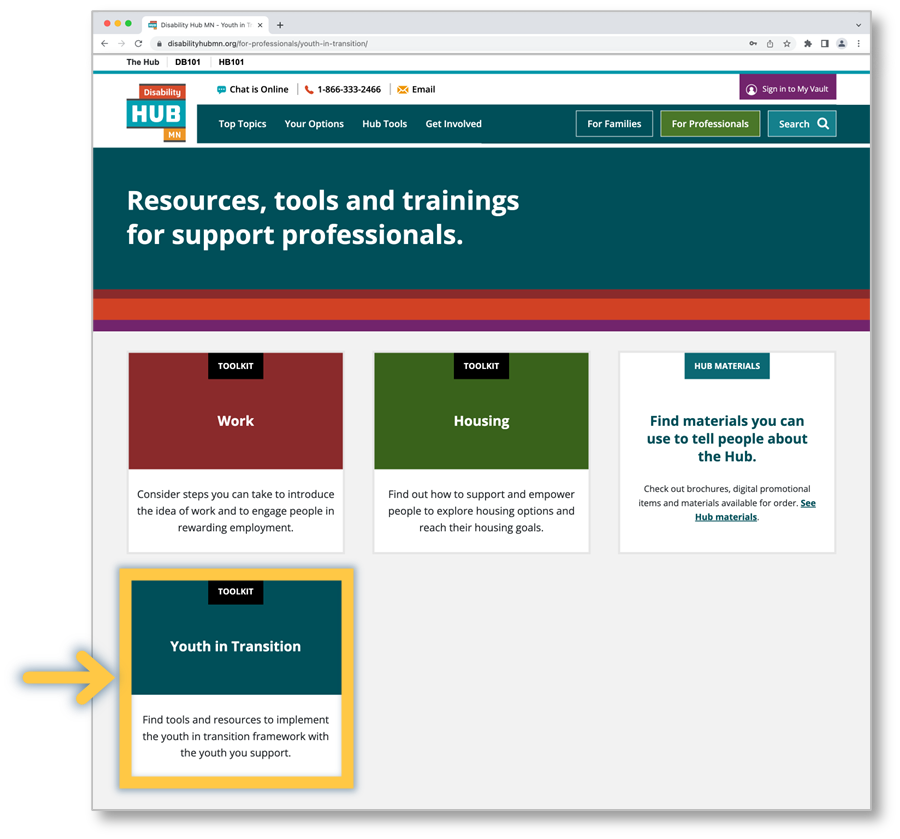 Disability Hub MN - Youth in T
disabilityhubmn.org/for-professionals/youth-in-transition/
The Hub DB101 HB101
Disability
HUB
MN
Chat is Online 1-866-333-2466 Email
Sign in to My Vault
Top Topics Your Options Hub Tools Get Involved For Families For Professionals Search
Resources, tools and trainings
for support professionals.
TOOLKIT
Work
Consider steps you can take to introduce
the idea of work and to engage people in
rewarding employment.
TOOLKIT
Housing
Find out how to support and empower
people to explore housing options and
reach their housing goals.
HUB MATERIALS
Find materials you can
use to tell people about
the Hub.
Check out brochures, digital promotional
items and materials available for order. See
Hub materials.
TOOLKIT
Youth in Transition
Find tools and resources to implement
the youth in transition framework with
the youth you support.